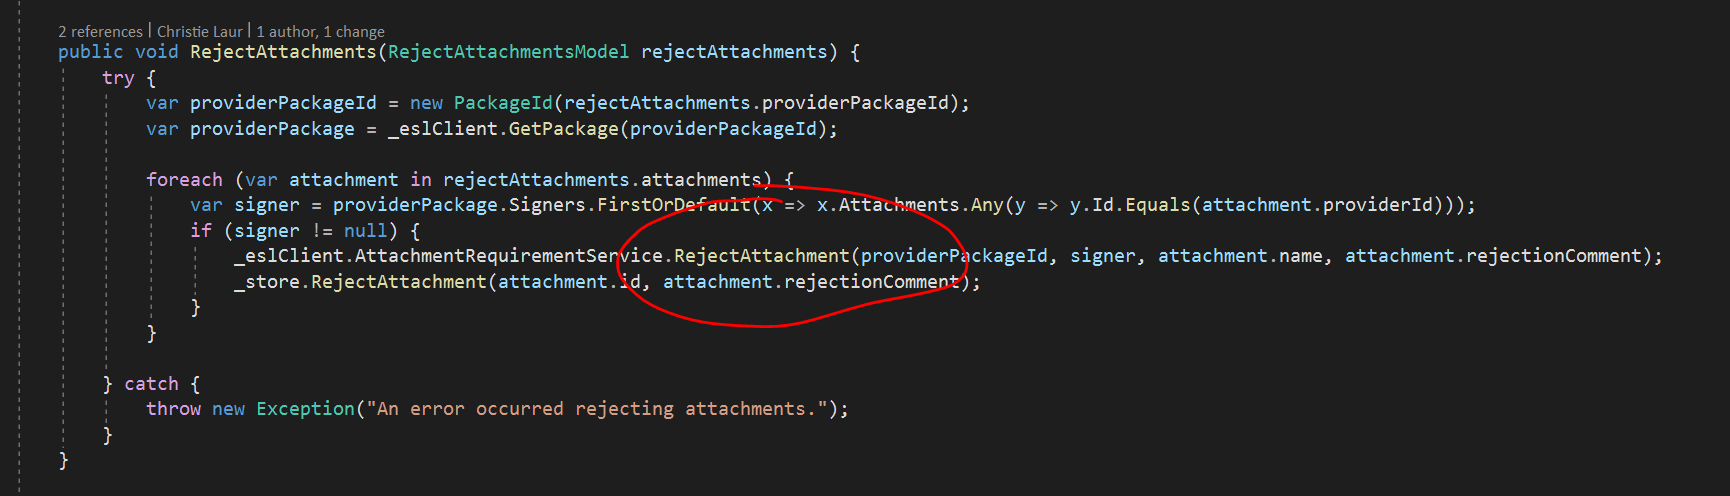 2 references | Christie Laur | 1 author, 1 change
public void RejectAttachments(RejectAttachmentsModel rejectAttachments) {
try {
var providerPackageId = new PackageId(rejectAttachments.providerPackageId);
var providerPackage = _eslClient.GetPackage(providerPackageId);
foreach (var attachment in rejectAttachments.attachments) {
var signer = providerPackage.Signers.FirstOrDefault(x => x.Attachments.Any(y => y.Id.Equals(attachment.providerId)));
if (signer != null) {
_eslClient.AttachmentRequirementService.RejectAttachment(providerPackageId, signer, attachment.name, attachment.rejectionComment);
_store.RejectAttachment(attachment.id, attachment.rejectionComment);
}
}
} catch {
throw new Exception("An error occurred rejecting attachments.");
}
}